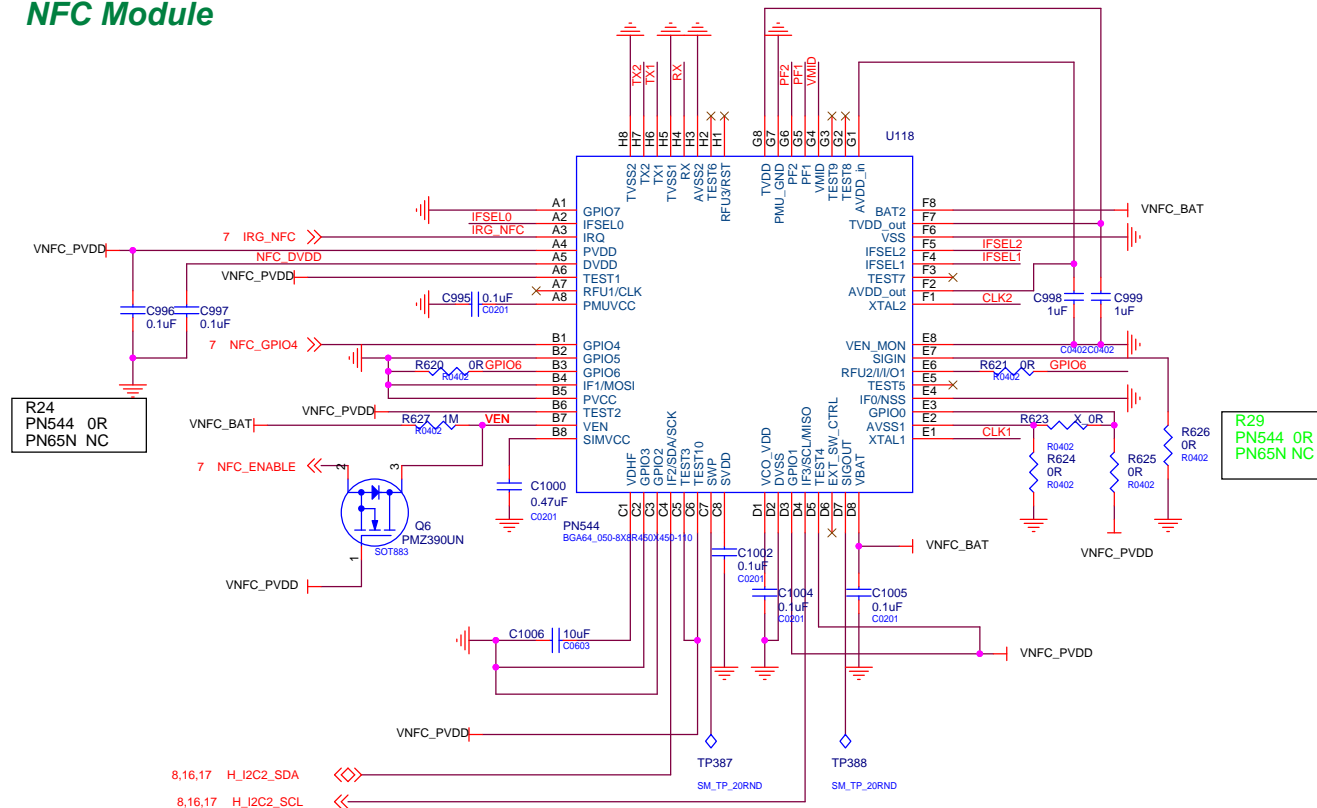 NFC Module
TX2
TX1
RX
PF2
PF1
VMID
H8
H7
H6
H5
H4
H3
H2
H1
G8
G7
G6
G5
G4
G3
G2
G1
U118
TVSS2
TX2
TX1
TVSS1
RX
AVSS2
TEST6
RFU3/RST
TVDD
PMU_GND
PF2
PF1
VMID
TEST9
TEST8
AVDD_in
A1 GPIO7
IFSEL0 A2 IFSEL0
7 IRG_NFC IRG_NFC A3 IRQ
VNFC_PVDD A4 PVDD
NFC_DVDD A5 DVDD
VNFC_PVDD A6 TEST1
A7 RFU1/CLK
C995 0.1uF C0201 A8 PMUVCC
C996 0.1uF
C997 0.1uF
7 NFC_GPIO4 B1 GPIO4
B2 GPIO5
R620 0R R0402 GPIO6 B3 GPIO6
B4 IF1/MOSI
B5 PVCC
VNFC_PVDD B6 TEST2
VNFC_BAT R627 1M R0402 VEN B7 VEN
B8 SIMVCC
R24
PN544 0R
PN65N NC
7 NFC_ENABLE
2
3
1
Q6
PMZ390UN
SOT883
VNFC_PVDD
C1000
0.47uF
C0201
BAT2 F8 VNFC_BAT
TVDD_out F7
VSS F6
IFSEL2 F5 IFSEL2
IFSEL1 F4 IFSEL1
TEST7 F3
AVDD_out F2
XTAL2 F1 CLK2
C998
1uF
C999
1uF
C0402C0402
VEN_MON E8
SIGIN E7
RFU2/I/O1 E6 R621 0R R0402 GPIO6
TEST5 E5
IF0/NSS E4
GPIO0 E3
AVSS1 E2 R623 X_0R R0402
XTAL1 E1 CLK1
R624
0R
R0402
R625
0R
R0402
R626
0R
R0402
VNFC_PVDD
R29
PN544 0R
PN65N NC
VDHF
GPIO3
GPIO2
IF2/SDA/SCK
TEST3
TEST10
SWP
SVDD
VCO_VDD
DVSS
GPIO1
IF3/SCL/MISO
TEST4
EXT_SW_CTRL
SIGOUT
VBAT
C1
C2
C3
C4
C5
C6
C7
C8
D1
D2
D3
D4
D5
D6
D7
D8
PN544
BGA64_050-8X8R450X450-110
C1002
0.1uF
C0201
C1004
0.1uF
C0201
C1005
0.1uF
C0201
VNFC_BAT
C1006 10uF
C0603
VNFC_PVDD
VNFC_PVDD
TP387
SM_TP_20RND
TP388
SM_TP_20RND
8,16,17 H_I2C2_SDA
8,16,17 H_I2C2_SCL